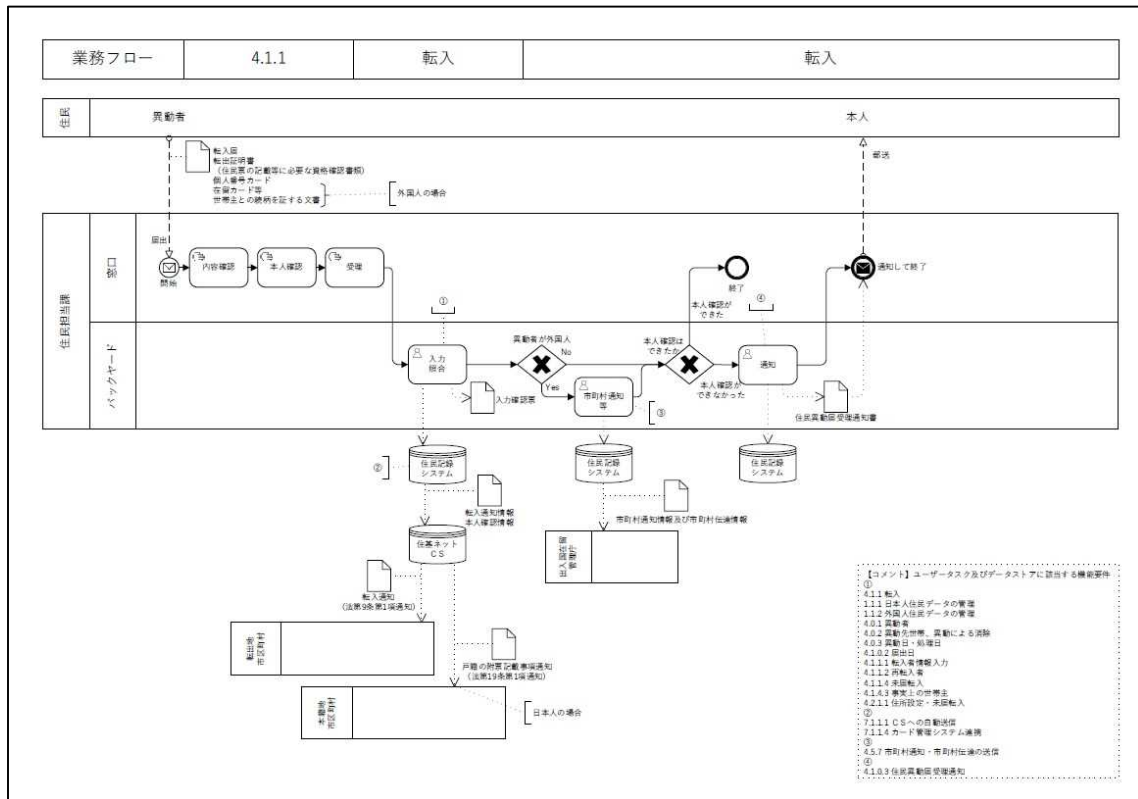 業務フロー
4.1.1
転入
転入
住民
異動者
本人
転入届
転出証明書
(住民票の記載等に必要な資格確認書類)
個人番号カード
在留カード等
世帯主との続柄を証する文書
外国人の場合
郵送
住民担当課
窓口
届出
開始
内容確認
本人確認
受理
終了
通知して終了
本人確認が
できた
①
④
バックヤード
入力
照合
異動者が外国人
No
Yes
本人確認は
できたか
通知
入力確認票
市町村通知
等
③
本人確認が
できなかった
住民異動届受理通知書
②
住民記録
システム
住民記録
システム
住民記録
システム
転入通知情報
本人確認情報
市町村通知情報及び市町村伝達情報
住基ネット
CS
出入国在留
管理庁
転入通知
(法第9条第1項通知)
転出地
市区町村
戸籍の附票記載事項通知
(法第19条第1項通知)
本籍地
市区町村
日本人の場合
【コメント】ユーザータスク及びデータストアに該当する機能要件
①
4.1.1 転入
1.1.1 日本人住民データの管理
1.1.2 外国人住民データの管理
4.0.1 異動者
4.0.2 異動先世帯、異動による消除
4.0.3 異動日・処理日
4.1.0.2 届出日
4.1.1.1 転入者情報入力
4.1.1.2 再転入者
4.1.1.4 未届転入
4.1.4.3 事実上の世帯主
4.2.1.1 住所設定・未届転入
②
7.1.1.1 CSへの自動送信
7.1.1.4 カード管理システム連携
③
4.5.7 市町村通知・市町村伝達の送信
④
4.1.0.3 住民異動届受理通知